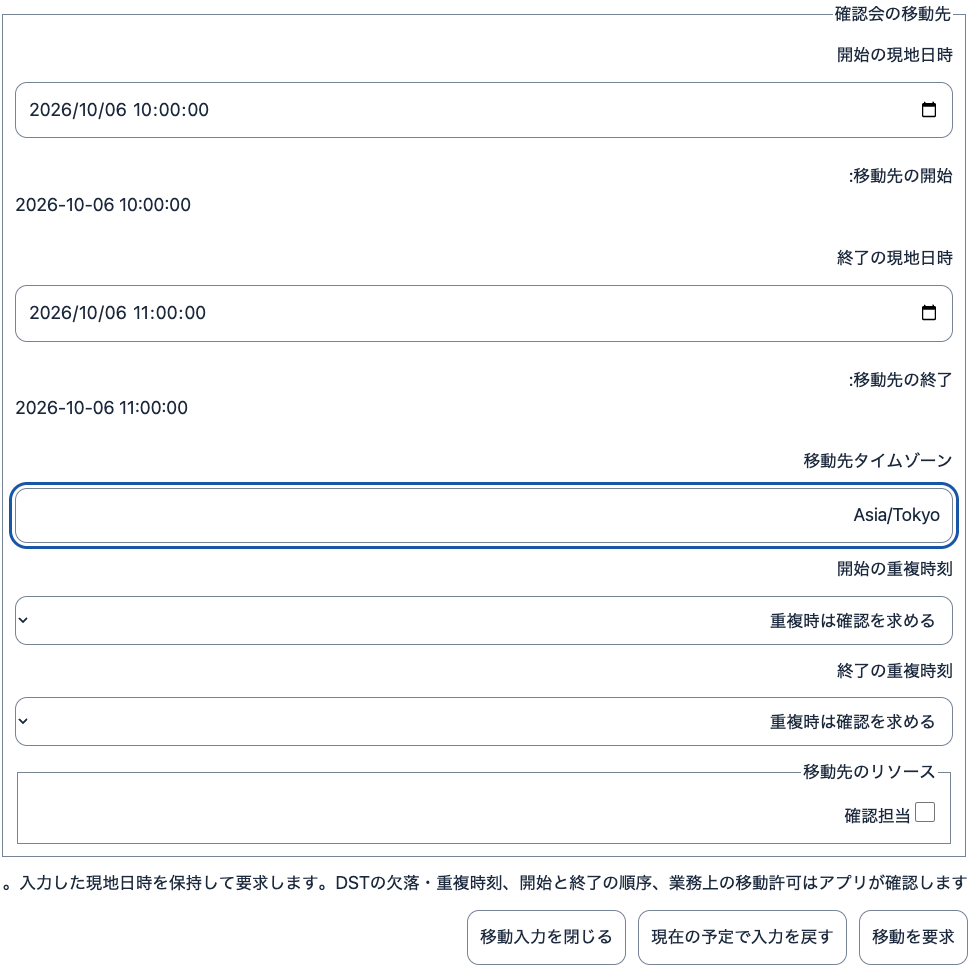 確認会の移動先
開始の現地日時
2026/10/06 10:00:00
移動先の開始:
2026-10-06 10:00:00
終了の現地日時
2026/10/06 11:00:00
移動先の終了:
2026-10-06 11:00:00
移動先タイムゾーン
Asia/Tokyo
開始の重複時刻
重複時は確認を求める
終了の重複時刻
重複時は確認を求める
移動先のリソース
確認担当
入力した現地日時を保持して要求します。DSTの欠落・重複時刻、開始と終了の順序、業務上の移動許可はアプリが確認します。
移動を要求
現在の予定で入力を戻す
移動入力を閉じる